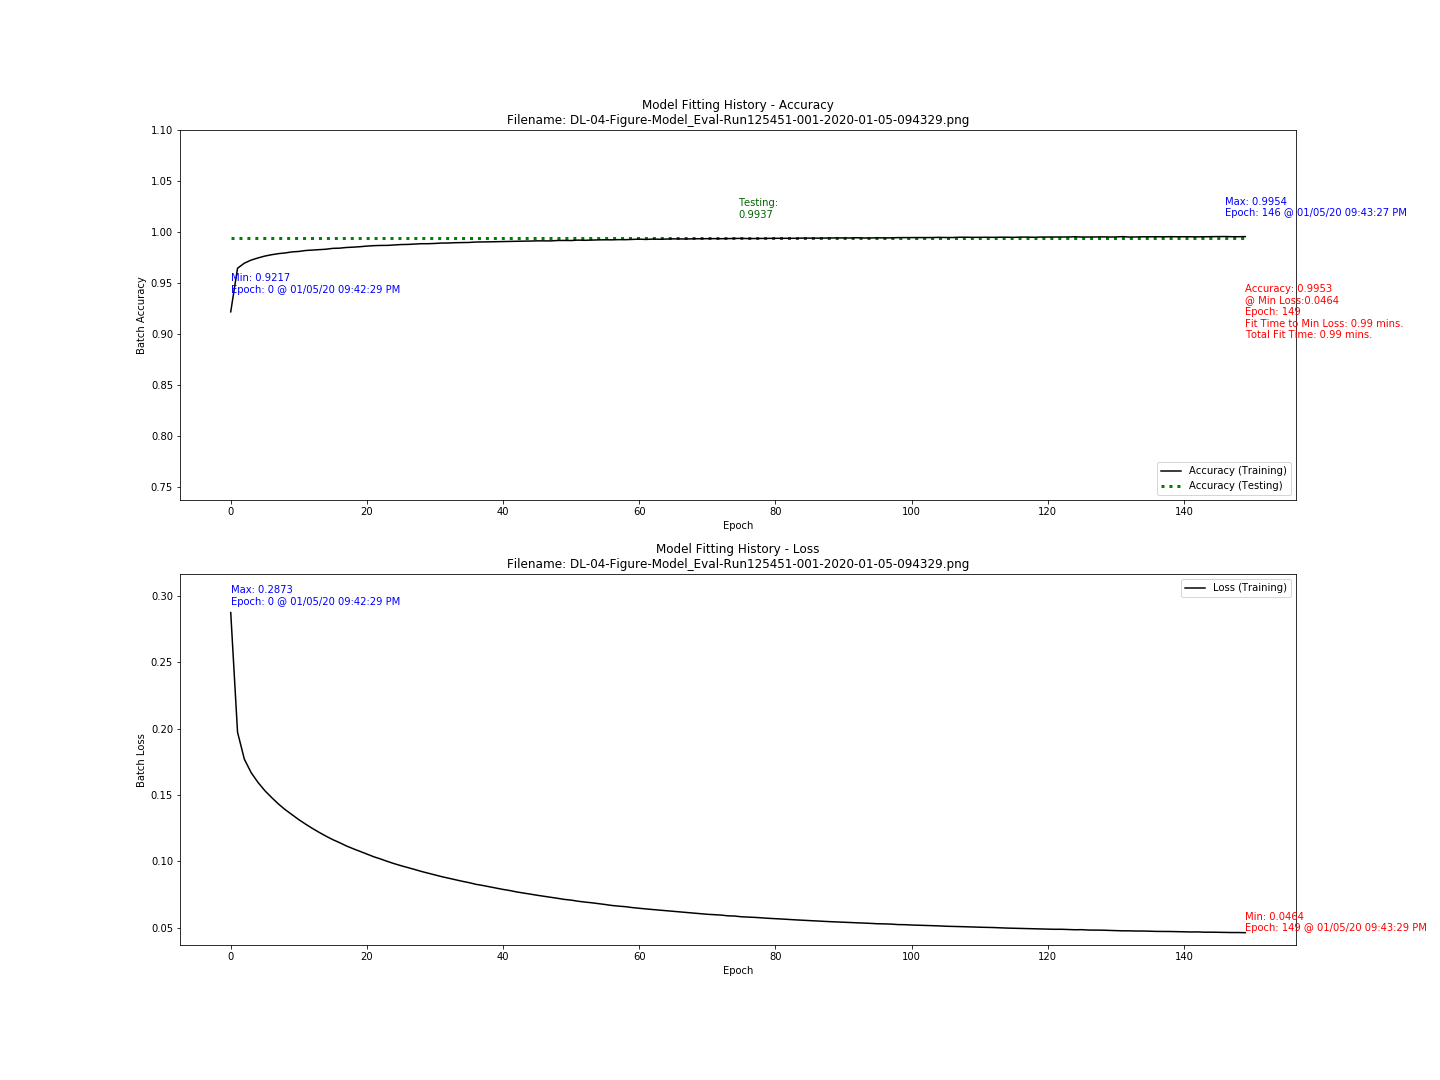 Model Fitting History - Accuracy
Filename: DL-04-Figure-Model_Eval-Run125451-001-2020-01-05-094329.png
1.10
1.05
1.00
0.95
0.90
0.85
0.80
0.75
Batch Accuracy
Testing:
0.9937
Max: 0.9954
Epoch: 146 @ 01/05/20 09:43:27 PM
Min: 0.9217
Epoch: 0 @ 01/05/20 09:42:29 PM
Accuracy: 0.9953
@ Min Loss:0.0464
Epoch: 149
Fit Time to Min Loss: 0.99 mins.
Total Fit Time: 0.99 mins.
Accuracy (Training)
Accuracy (Testing)
0 20 40 60 80 100 120 140
Epoch
Model Fitting History - Loss
Filename: DL-04-Figure-Model_Eval-Run125451-001-2020-01-05-094329.png
0.30
0.25
0.20
0.15
0.10
0.05
Batch Loss
Max: 0.2873
Epoch: 0 @ 01/05/20 09:42:29 PM
Loss (Training)
Min: 0.0464
Epoch: 149 @ 01/05/20 09:43:29 PM
0 20 40 60 80 100 120 140
Epoch